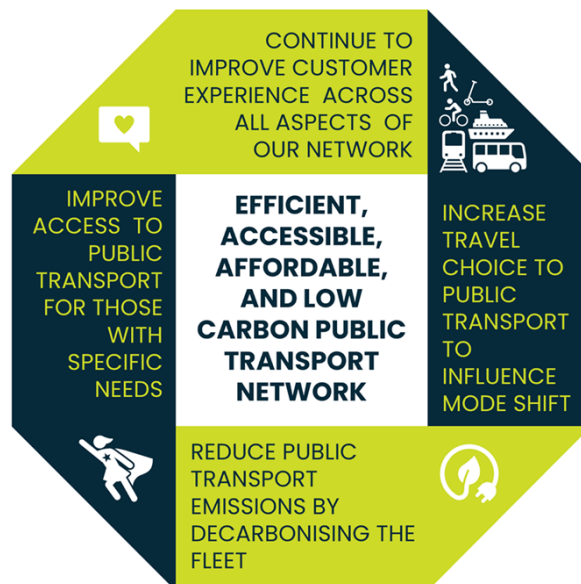 CONTINUE TO
IMPROVE CUSTOMER
EXPERIENCE ACROSS
ALL ASPECTS OF
OUR NETWORK
IMPROVE
ACCESS TO
PUBLIC
TRANSPORT
FOR THOSE
WITH
SPECIFIC
NEEDS
EFFICIENT,
ACCESSIBLE,
AFFORDABLE,
AND LOW
CARBON PUBLIC
TRANSPORT
NETWORK
INCREASE
TRAVEL
CHOICE TO
PUBLIC
TRANSPORT
TO
INFLUENCE
MODE SHIFT
REDUCE PUBLIC
TRANSPORT
EMISSIONS BY
DECARBONISING THE
FLEET